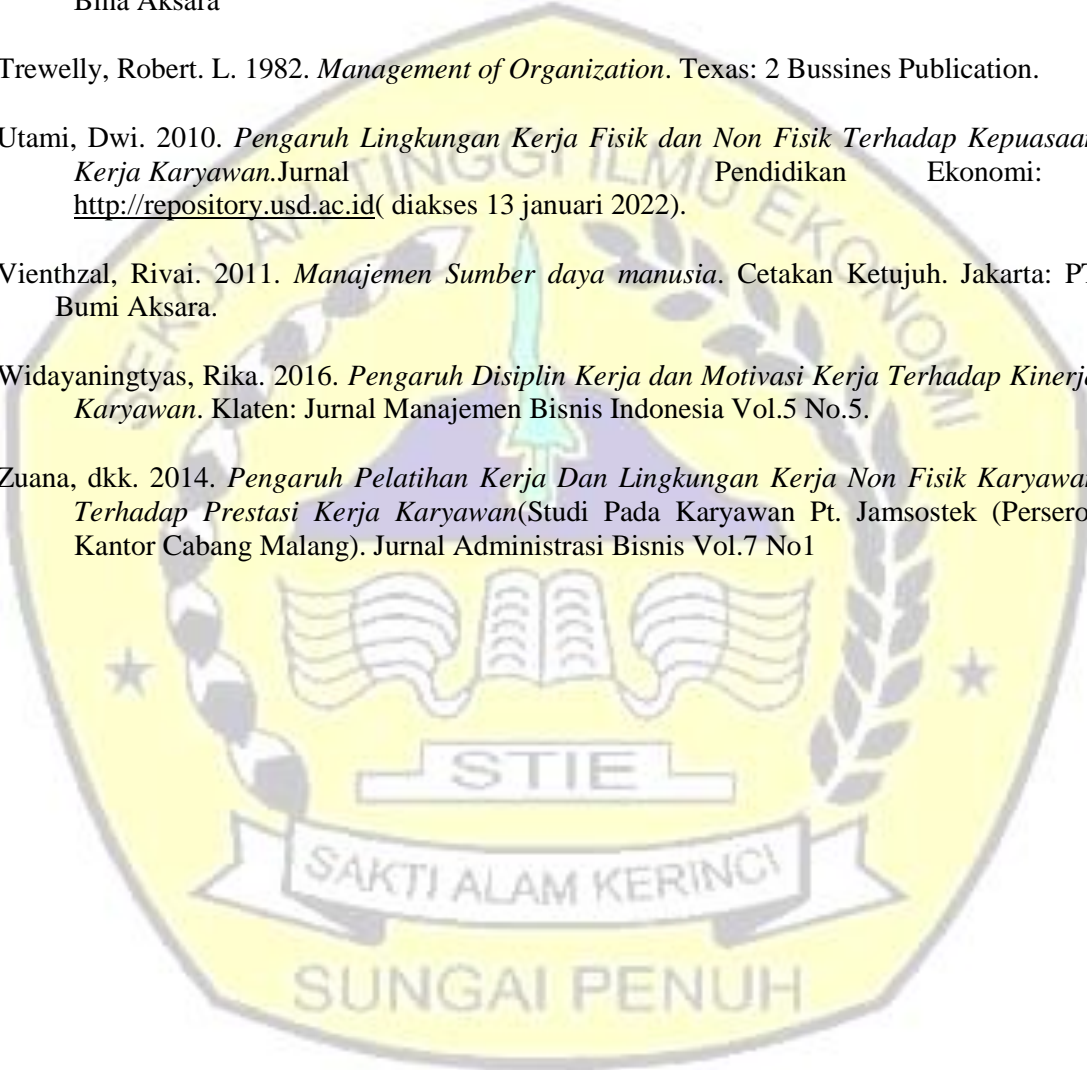 Bina Aksara
Trewelly, Robert. L. 1982. Management of Organization. Texas: 2 Bussines Publication.
Utami, Dwi. 2010. Pengaruh Lingkungan Kerja Fisik dan Non Fisik Terhadap Kepuasaan
Kerja Karyawan.Jurnal Pendidikan Ekonomi:
http://repository.usd.ac.id( diakses 13 januari 2022).
Vienthzal, Rivai. 2011. Manajemen Sumber daya manusia. Cetakan Ketujuh. Jakarta: PT
Bumi Aksara.
Widayaningtyas, Rika. 2016. Pengaruh Disiplin Kerja dan Motivasi Kerja Terhadap Kinerja
Karyawan. Klaten: Jurnal Manajemen Bisnis Indonesia Vol.5 No.5.
Zuana, dkk. 2014. Pengaruh Pelatihan Kerja Dan Lingkungan Kerja Non Fisik Karyawan
Terhadap Prestasi Kerja Karyawan(Studi Pada Karyawan Pt. Jamsostek (Persero)
Kantor Cabang Malang). Jurnal Administrasi Bisnis Vol.7 No1
SEKOLAH TINGGI ILMU EKONOMI
STIE
SAKTI ALAM KERINCI
SUNGAI PENUH